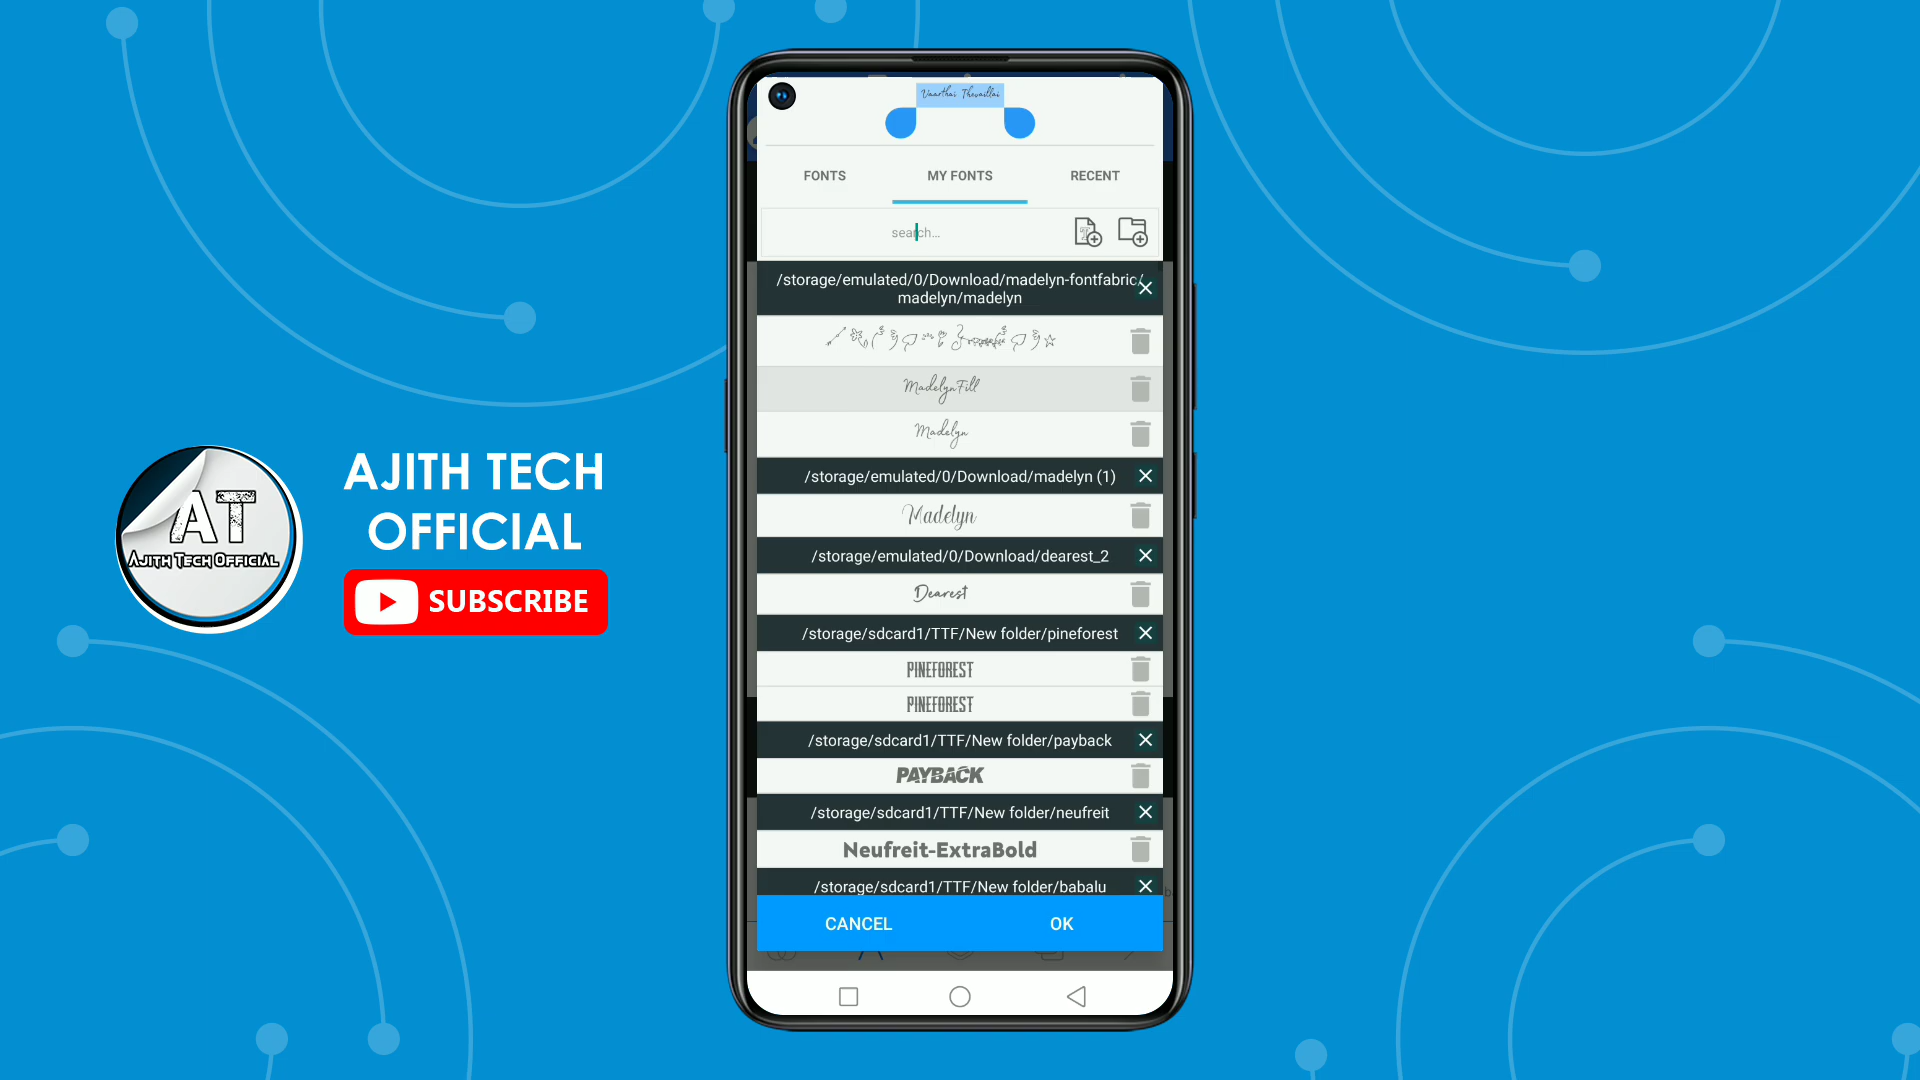 Vaarthai Thevaillai
FONTS
MY FONTS
RECENT
search...
/storage/emulated/0/Download/madelyn-fontfabric/
madelyn/madelyn
MadelynFill
Madelyn
/storage/emulated/0/Download/madelyn (1)
Madelyn
/storage/emulated/0/Download/dearest_2
Dearest
/storage/sdcard1/TTF/New folder/pineforest
PINEFOREST
PINEFOREST
/storage/sdcard1/TTF/New folder/payback
PAYBACK
/storage/sdcard1/TTF/New folder/neufreit
Neufreit-ExtraBold
/storage/sdcard1/TTF/New folder/babalu
CANCEL
OK
AT
AJITH TECH OFFICIAL
AJITH TECH
OFFICIAL
SUBSCRIBE